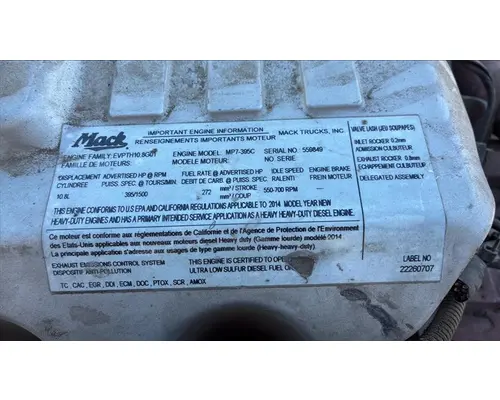 Mack
IMPORTANT ENGINE INFORMATION MACK TRUCKS, INC.
RENSEIGNEMENTS IMPORTANTS MOTEUR
VALVE LASH (JEU SOUPAPES)
ENGINE FAMILY: EVPTH10.8G01 ENGINE MODEL: MP7-395C SERIAL NO: 559849
FAMILLE DE MOTEURS: MODELE MOTEUR: NO. SERIE
INLET ROCKER 0.2mm
ADMISSION CULBUTEUR
EXHAUST ROCKER 0.8mm
ECHAPPEMENT CULBUTEUR
DISPLACEMENT ADVERTISED HP @ RPM FUEL RATE @ ADVERTISED HP IDLE SPEED ENGINE BRAKE
CYLINDREE PUISS. SPEC @ TOURS/MIN. DEBIT DE CARB. @ PUISS. SPEC. RALENTI FREIN MOTEUR
DELEGATED ASSEMBLY
10.8L 395/1500 272 mm³ / STROKE 550-700 RPM
mm³ / COUP
THIS ENGINE CONFORMS TO U.S EPA AND CALIFORNIA REGULATIONS APPLICABLE TO 2014 MODEL YEAR NEW
HEAVY-DUTY ENGINES AND HAS A PRIMARY INTENDED SERVICE APPLICATION AS A HEAVY HEAVY-DUTY DIESEL ENGINE.
Ce moteur est conforme aux réglementations de Californie et de l'Agence de Protection de l'Environnement
des Etats-Unis applicables aux nouveaux moteurs diesel Heavy-duty (Gamme lourde) modéle 2014
La principale application aux usages de type gamme lourde (Heavy-heavy-duty)
EXHAUST EMISSIONS CONTROL SYSTEM
DISPOSITIF ANTI-POLLUTION
THIS ENGINE IS CERTIFIED TO OPE
ULTRA LOW SULFUR DIESEL FUEL O
LABEL NO
22260707
TC, CAC, EGR, DDI, ECM, DOC, PTOX, SCR, AMOX